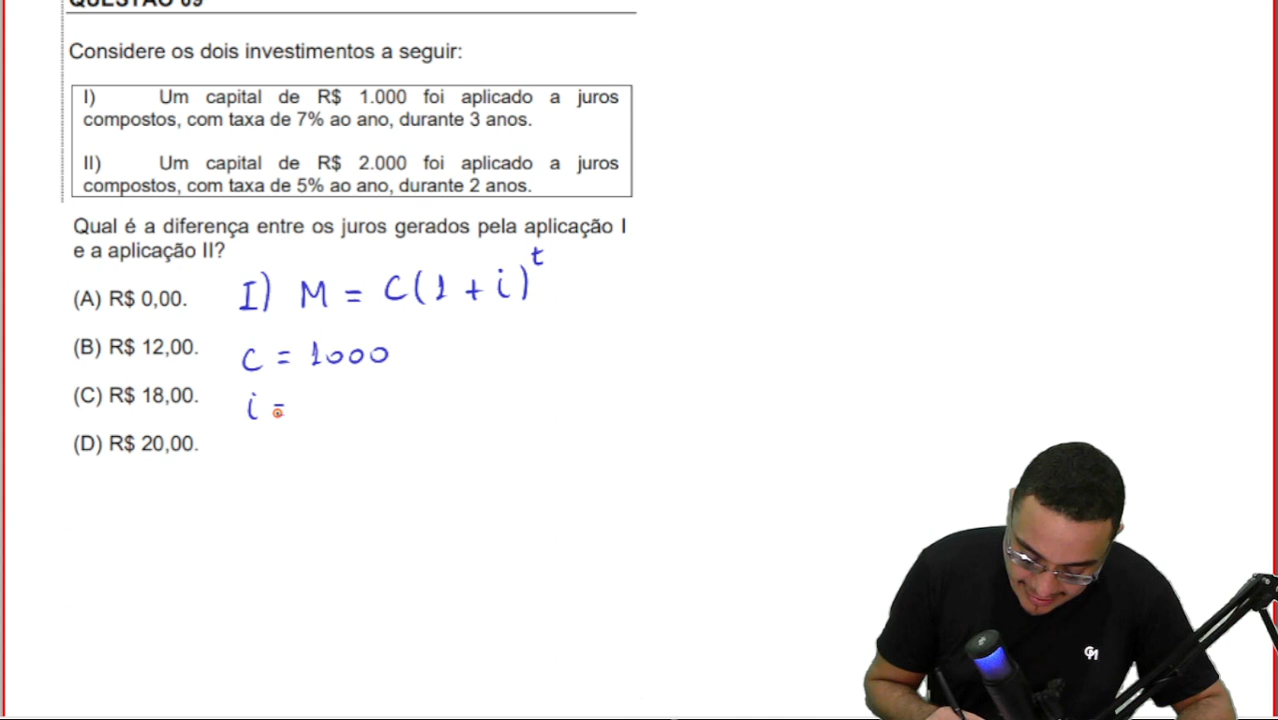 QUESTÃO 09
Considere os dois investimentos a seguir:
I) Um capital de R$ 1.000 foi aplicado a juros
compostos, com taxa de 7% ao ano, durante 3 anos.
II) Um capital de R$ 2.000 foi aplicado a juros
compostos, com taxa de 5% ao ano, durante 2 anos.
Qual é a diferença entre os juros gerados pela aplicação I
e a aplicação II?
(A) R$ 0,00.
(B) R$ 12,00.
(C) R$ 18,00.
(D) R$ 20,00.
I) M = C(1 + i)^t
C = 1000
i =